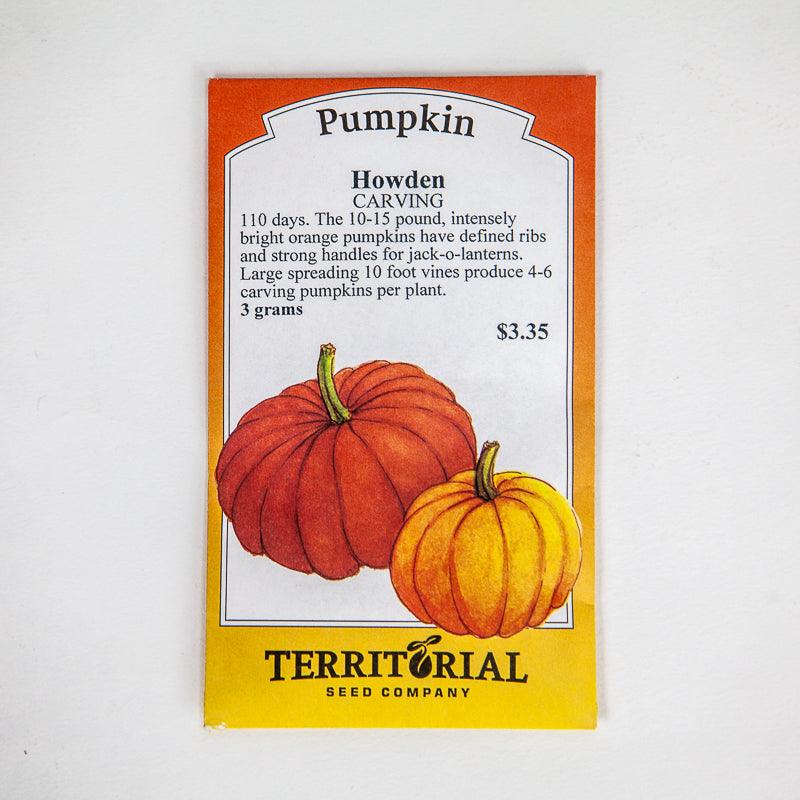 Pumpkin
Howden
CARVING
110 days. The 10-15 pound, intensely
bright orange pumpkins have defined ribs
and strong handles for jack-o-lanterns.
Large spreading 10 foot vines produce 4-6
carving pumpkins per plant.
3 grams
$3.35
TERRITORIAL
SEED COMPANY